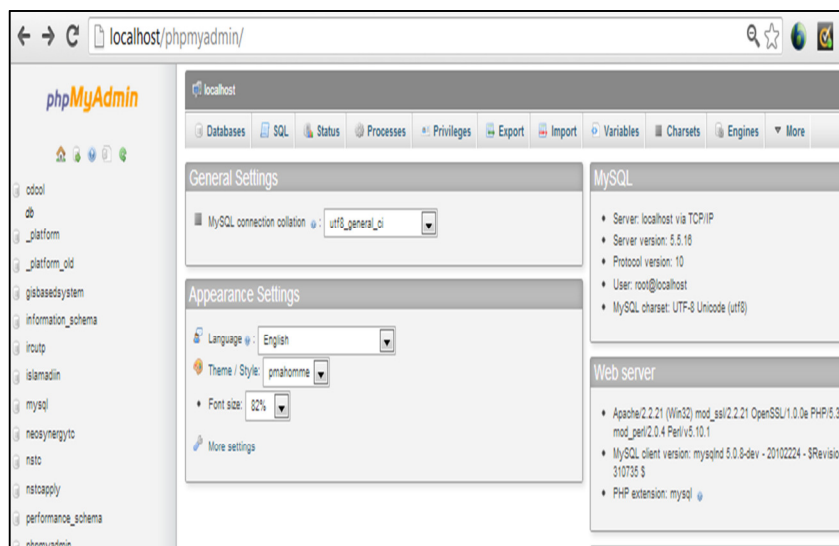 localhost/phpmyadmin/
phpMyAdmin
cdcol
db
_platform
_platform_old
gisbasedsystem
information_schema
ircutp
islamadiin
mysql
neosynergytc
nstc
nstcapply
performance_schema
phpmyadmin
localhost
Databases SQL Status Processes Privileges Export Import Variables Charsets Engines More
General Settings
MySQL connection collation : utf8_general_ci
Appearance Settings
Language : English
Theme / Style: pmahomme
Font size: 82%
More settings
MySQL
Server: localhost via TCP/IP
Server version: 5.5.16
Protocol version: 10
User: root@localhost
MySQL charset: UTF-8 Unicode (utf8)
Web server
Apache/2.2.21 (Win32) mod_ssl/2.2.21 OpenSSL/1.0.0e PHP/5.3
mod_perl/2.0.4 Perl/v5.10.1
MySQL client version: mysqlnd 5.0.8-dev - 20102224 - $Revisio
310735 $
PHP extension: mysql